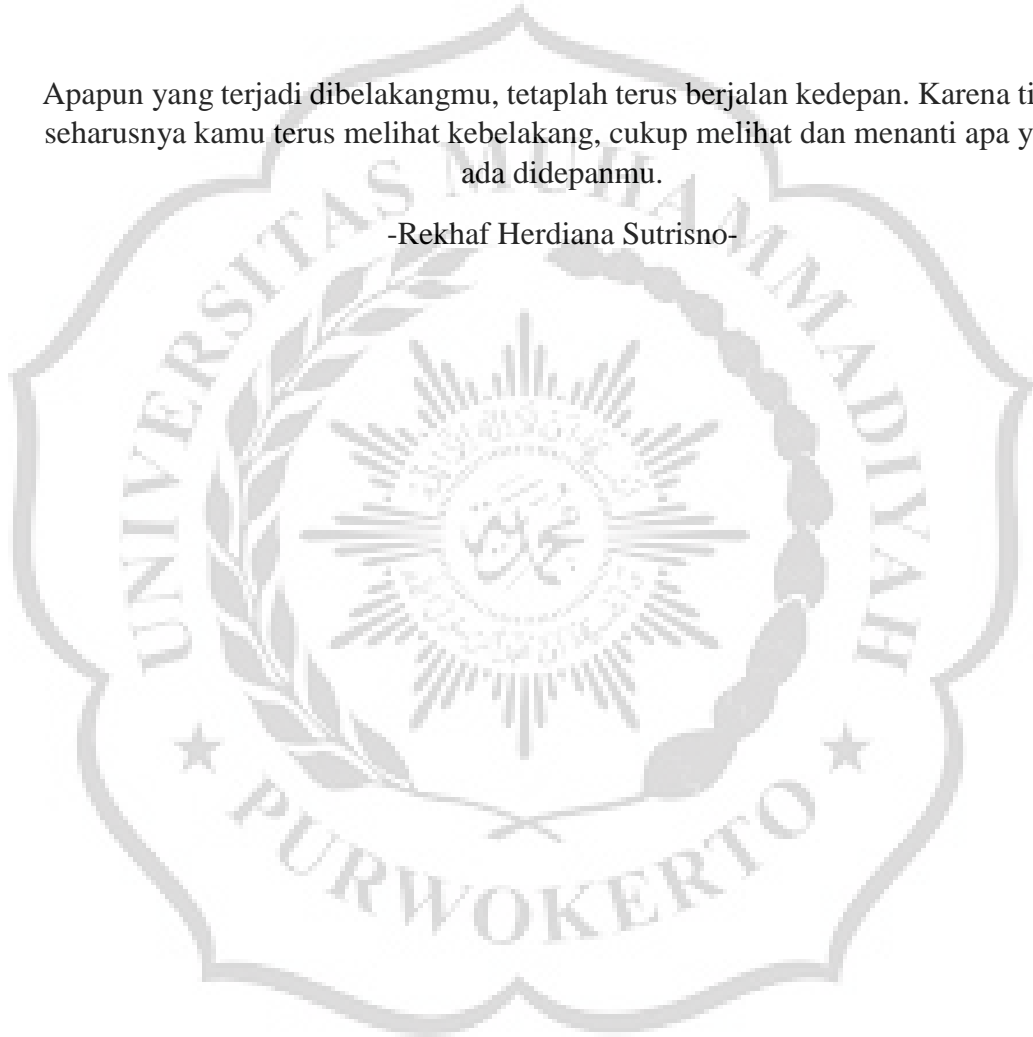 Apapun yang terjadi dibelakangmu, tetaplah terus berjalan kedepan. Karena ti
seharusnya kamu terus melihat kebelakang, cukup melihat dan menanti apa y
ada didepanmu.
-Rekhaf Herdiana Sutrisno-
UNIVERSITAS MUHAMMADIYAH
PURWOKERTO